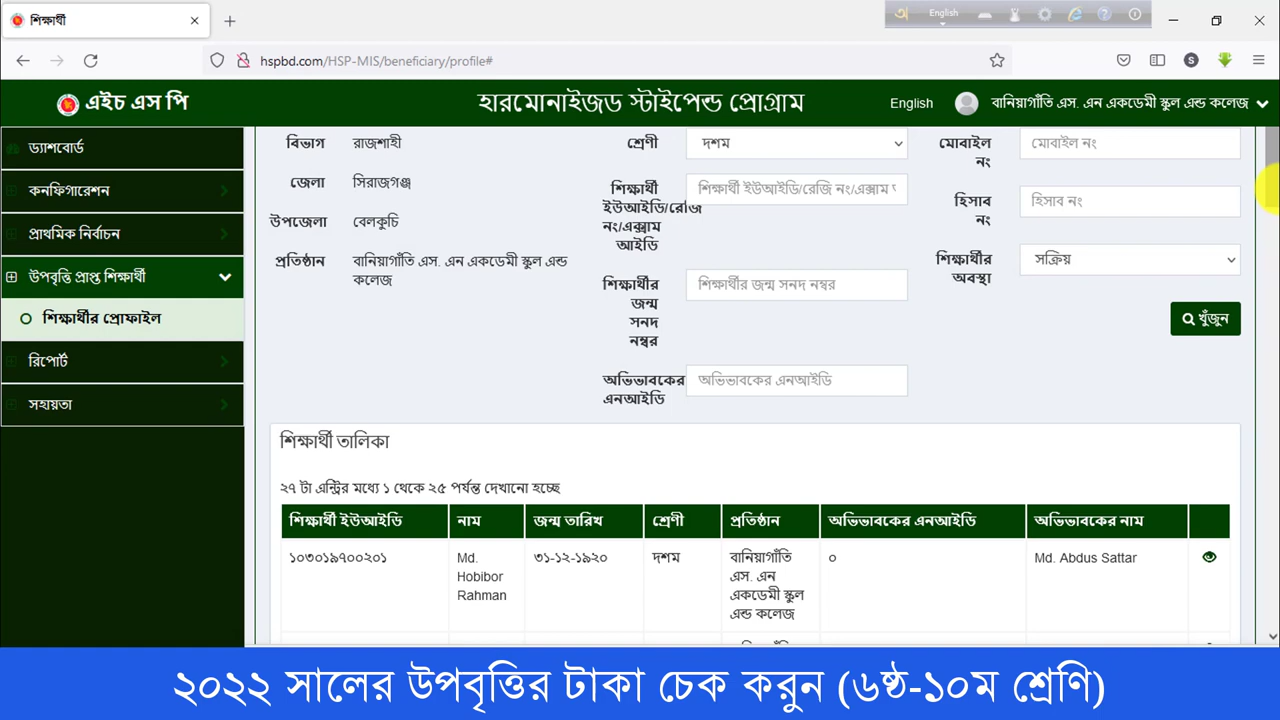 শিক্ষার্থী
English
hspbd.com/HSP-MIS/beneficiary/profile#
এইচ এস পি
হারমোনাইজড স্টাইপেন্ড প্রোগ্রাম
English
বানিয়াগাঁতি এস. এন একডেমী স্কুল এন্ড কলেজ
ড্যাশবোর্ড
কনফিগারেশন
প্রাথমিক নির্বাচন
উপবৃত্তি প্রাপ্ত শিক্ষার্থী
শিক্ষার্থীর প্রোফাইল
রিপোর্ট
সহায়তা
বিভাগ
রাজশাহী
জেলা
সিরাজগঞ্জ
উপজেলা
বেলকুচি
প্রতিষ্ঠান
বানিয়াগাঁতি এস. এন একডেমী স্কুল এন্ড
কলেজ
শ্রেণী
দশম
শিক্ষার্থী
ইউআইডি/রেজি
নং/এক্সাম
আইডি
শিক্ষার্থী ইউআইডি/রেজি নং/এক্সাম
শিক্ষার্থীর
জন্ম
সনদ
নম্বর
শিক্ষার্থীর জন্ম সনদ নম্বর
অভিভাবকের
এনআইডি
অভিভাবকের এনআইডি
মোবাইল
নং
মোবাইল নং
হিসাব
নং
হিসাব নং
শিক্ষার্থীর
অবস্থা
সক্রিয়
খুঁজুন
শিক্ষার্থী তালিকা
২৭ টা এন্ট্রির মধ্যে ১ থেকে ২৫ পর্যন্ত দেখানো হচ্ছে
শিক্ষার্থী ইউআইডি নাম জন্ম তারিখ শ্রেণী প্রতিষ্ঠান অভিভাবকের এনআইডি অভিভাবকের নাম
১০৩০১৯৭০০২০১ Md. ৩১-১২-১৯২০ দশম বানিয়াগাঁতি ০ Md. Abdus Sattar
Hobibor এস. এন
Rahman একডেমী স্কুল
এন্ড কলেজ
২০২২ সালের উপবৃত্তির টাকা চেক করুন (৬ষ্ঠ-১০ম শ্রেণি)